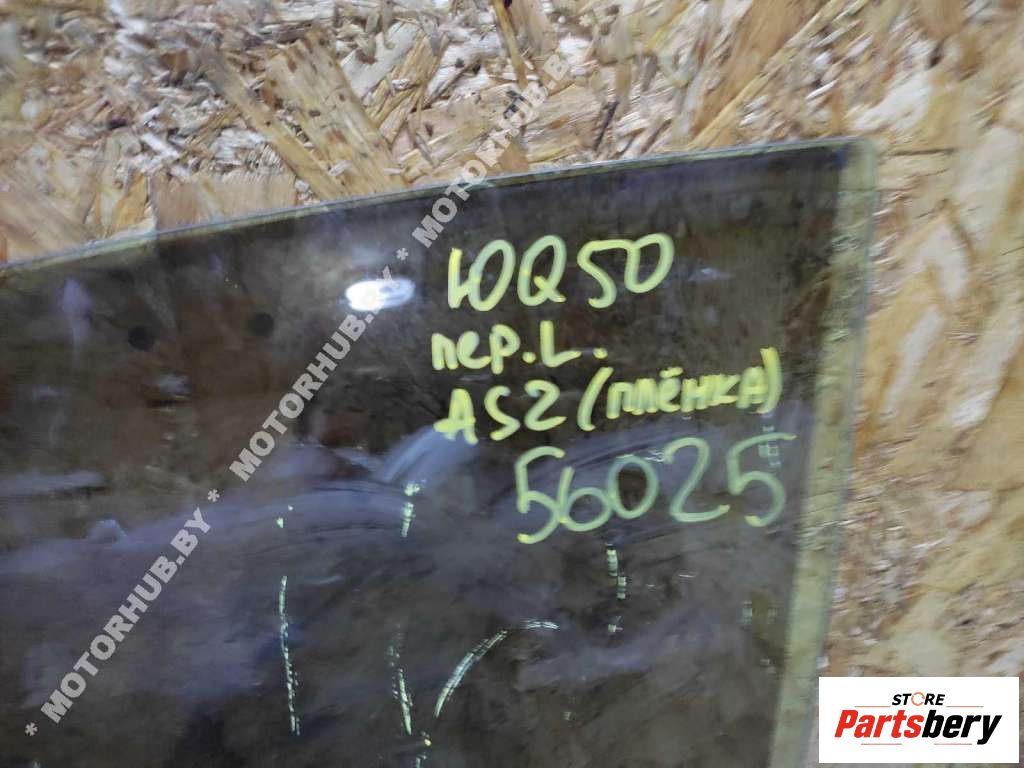 ЮQ50
пер. L.
AS2 (плёнка)
56025
* MOTORHUB.BY * MOTORHUB.BY * MOTORHUB.BY
STORE
Partsbery